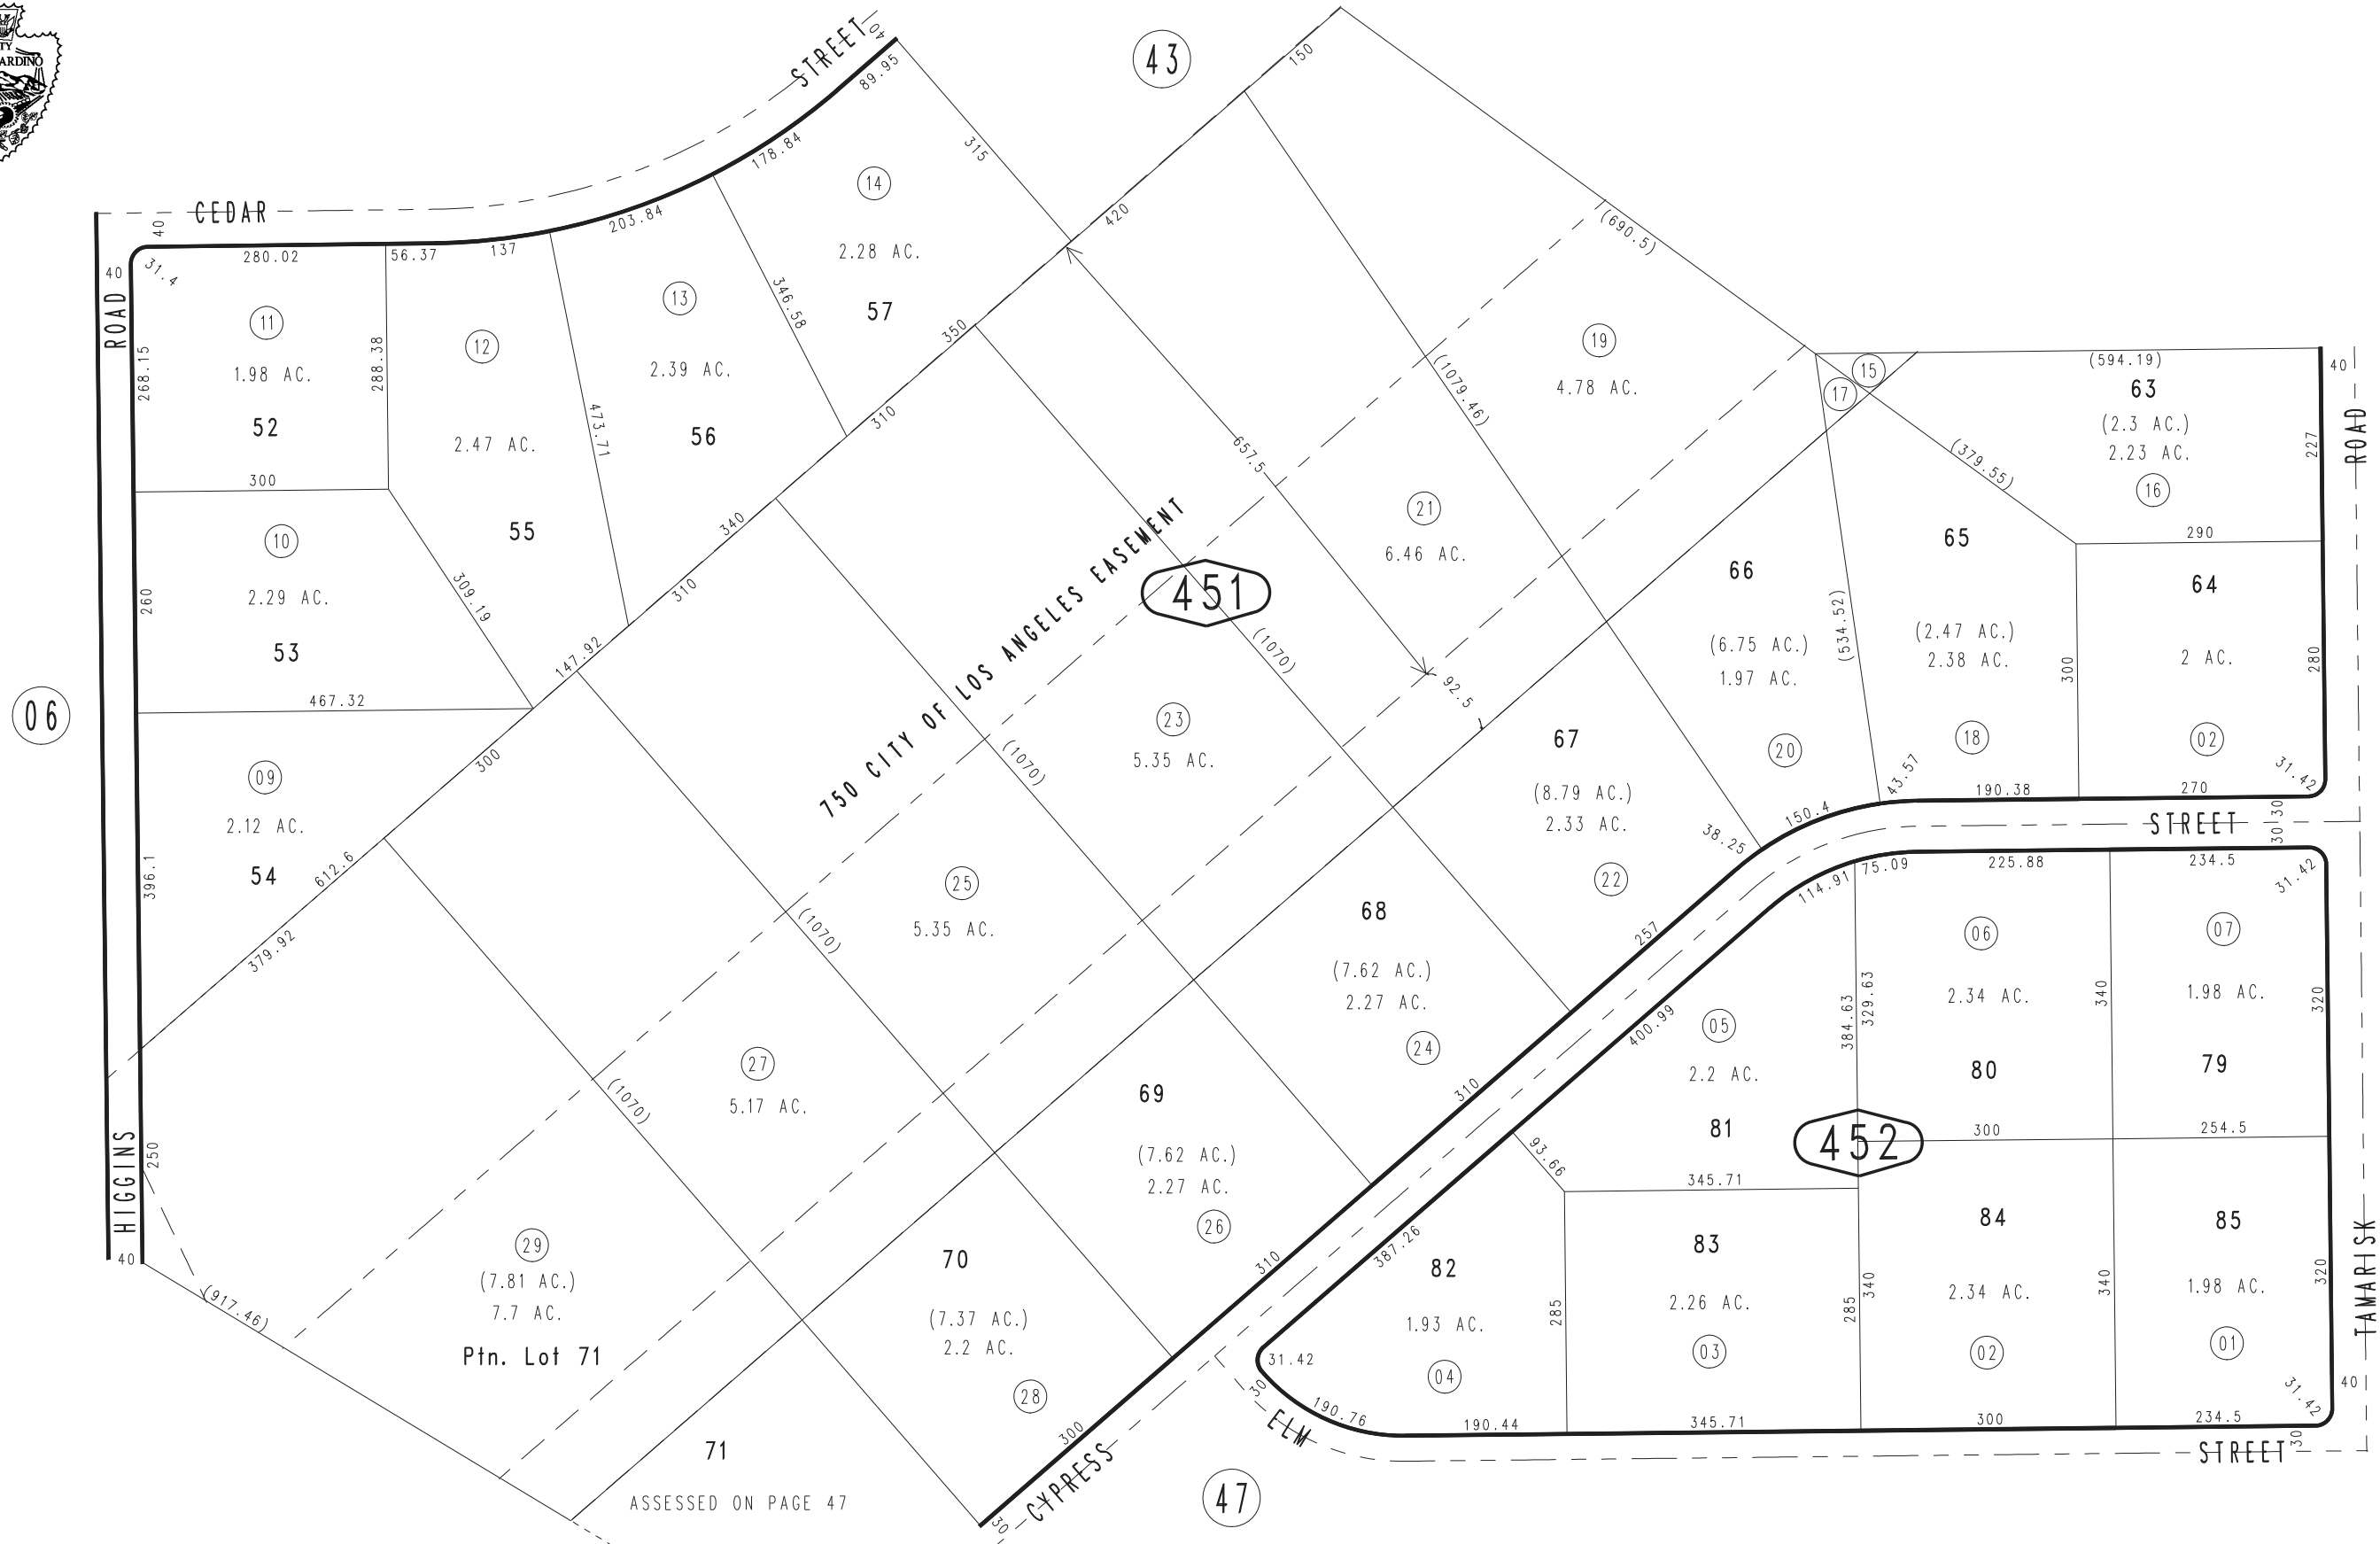 TY
ARDINO
43
STREET
40
89.95
178.84
203.84
315
150
420
14
2.28 AC.
57
346.58
CEDAR
40
40
31.4
280.02
56.37
137
ROAD
268.15
11
1.98 AC.
52
300
288.38
12
2.47 AC.
55
473.71
13
2.39 AC.
56
350
310
340
310
147.92
300
612.6
379.92
10
2.29 AC.
53
260
309.19
467.32
06
09
2.12 AC.
54
396.1
HIGGINS
250
40
(917.46)
750 CITY OF LOS ANGELES EASEMENT
451
657.5
92.5
(690.5)
19
4.78 AC.
(1079.46)
21
6.46 AC.
(1070)
23
5.35 AC.
(1070)
25
5.35 AC.
(1070)
27
5.17 AC.
(1070)
29
(7.81 AC.)
7.7 AC.
Ptn. Lot 71
17
15
(594.19)
63
(2.3 AC.)
2.23 AC.
16
227
40
ROAD
(379.55)
290
65
(2.47 AC.)
2.38 AC.
18
300
64
2 AC.
02
280
31.42
66
(6.75 AC.)
1.97 AC.
20
(534.52)
43.57
190.38
270
67
(8.79 AC.)
2.33 AC.
22
38.25
150.4
STREET
30
30
68
(7.62 AC.)
2.27 AC.
24
257
69
(7.62 AC.)
2.27 AC.
26
310
70
(7.37 AC.)
2.2 AC.
28
310
300
71
ASSESSED ON PAGE 47
30
CYPRESS
47
114.91
75.09
225.88
234.5
31.42
400.99
05
2.2 AC.
81
384.63
329.63
06
2.34 AC.
80
340
07
1.98 AC.
79
320
452
300
254.5
93.66
345.71
387.26
82
1.93 AC.
04
285
83
2.26 AC.
03
285
340
84
2.34 AC.
02
340
85
1.98 AC.
01
320
TAMARISK
40
31.42
31.42
30
190.76
190.44
345.71
300
234.5
ELM
STREET
30